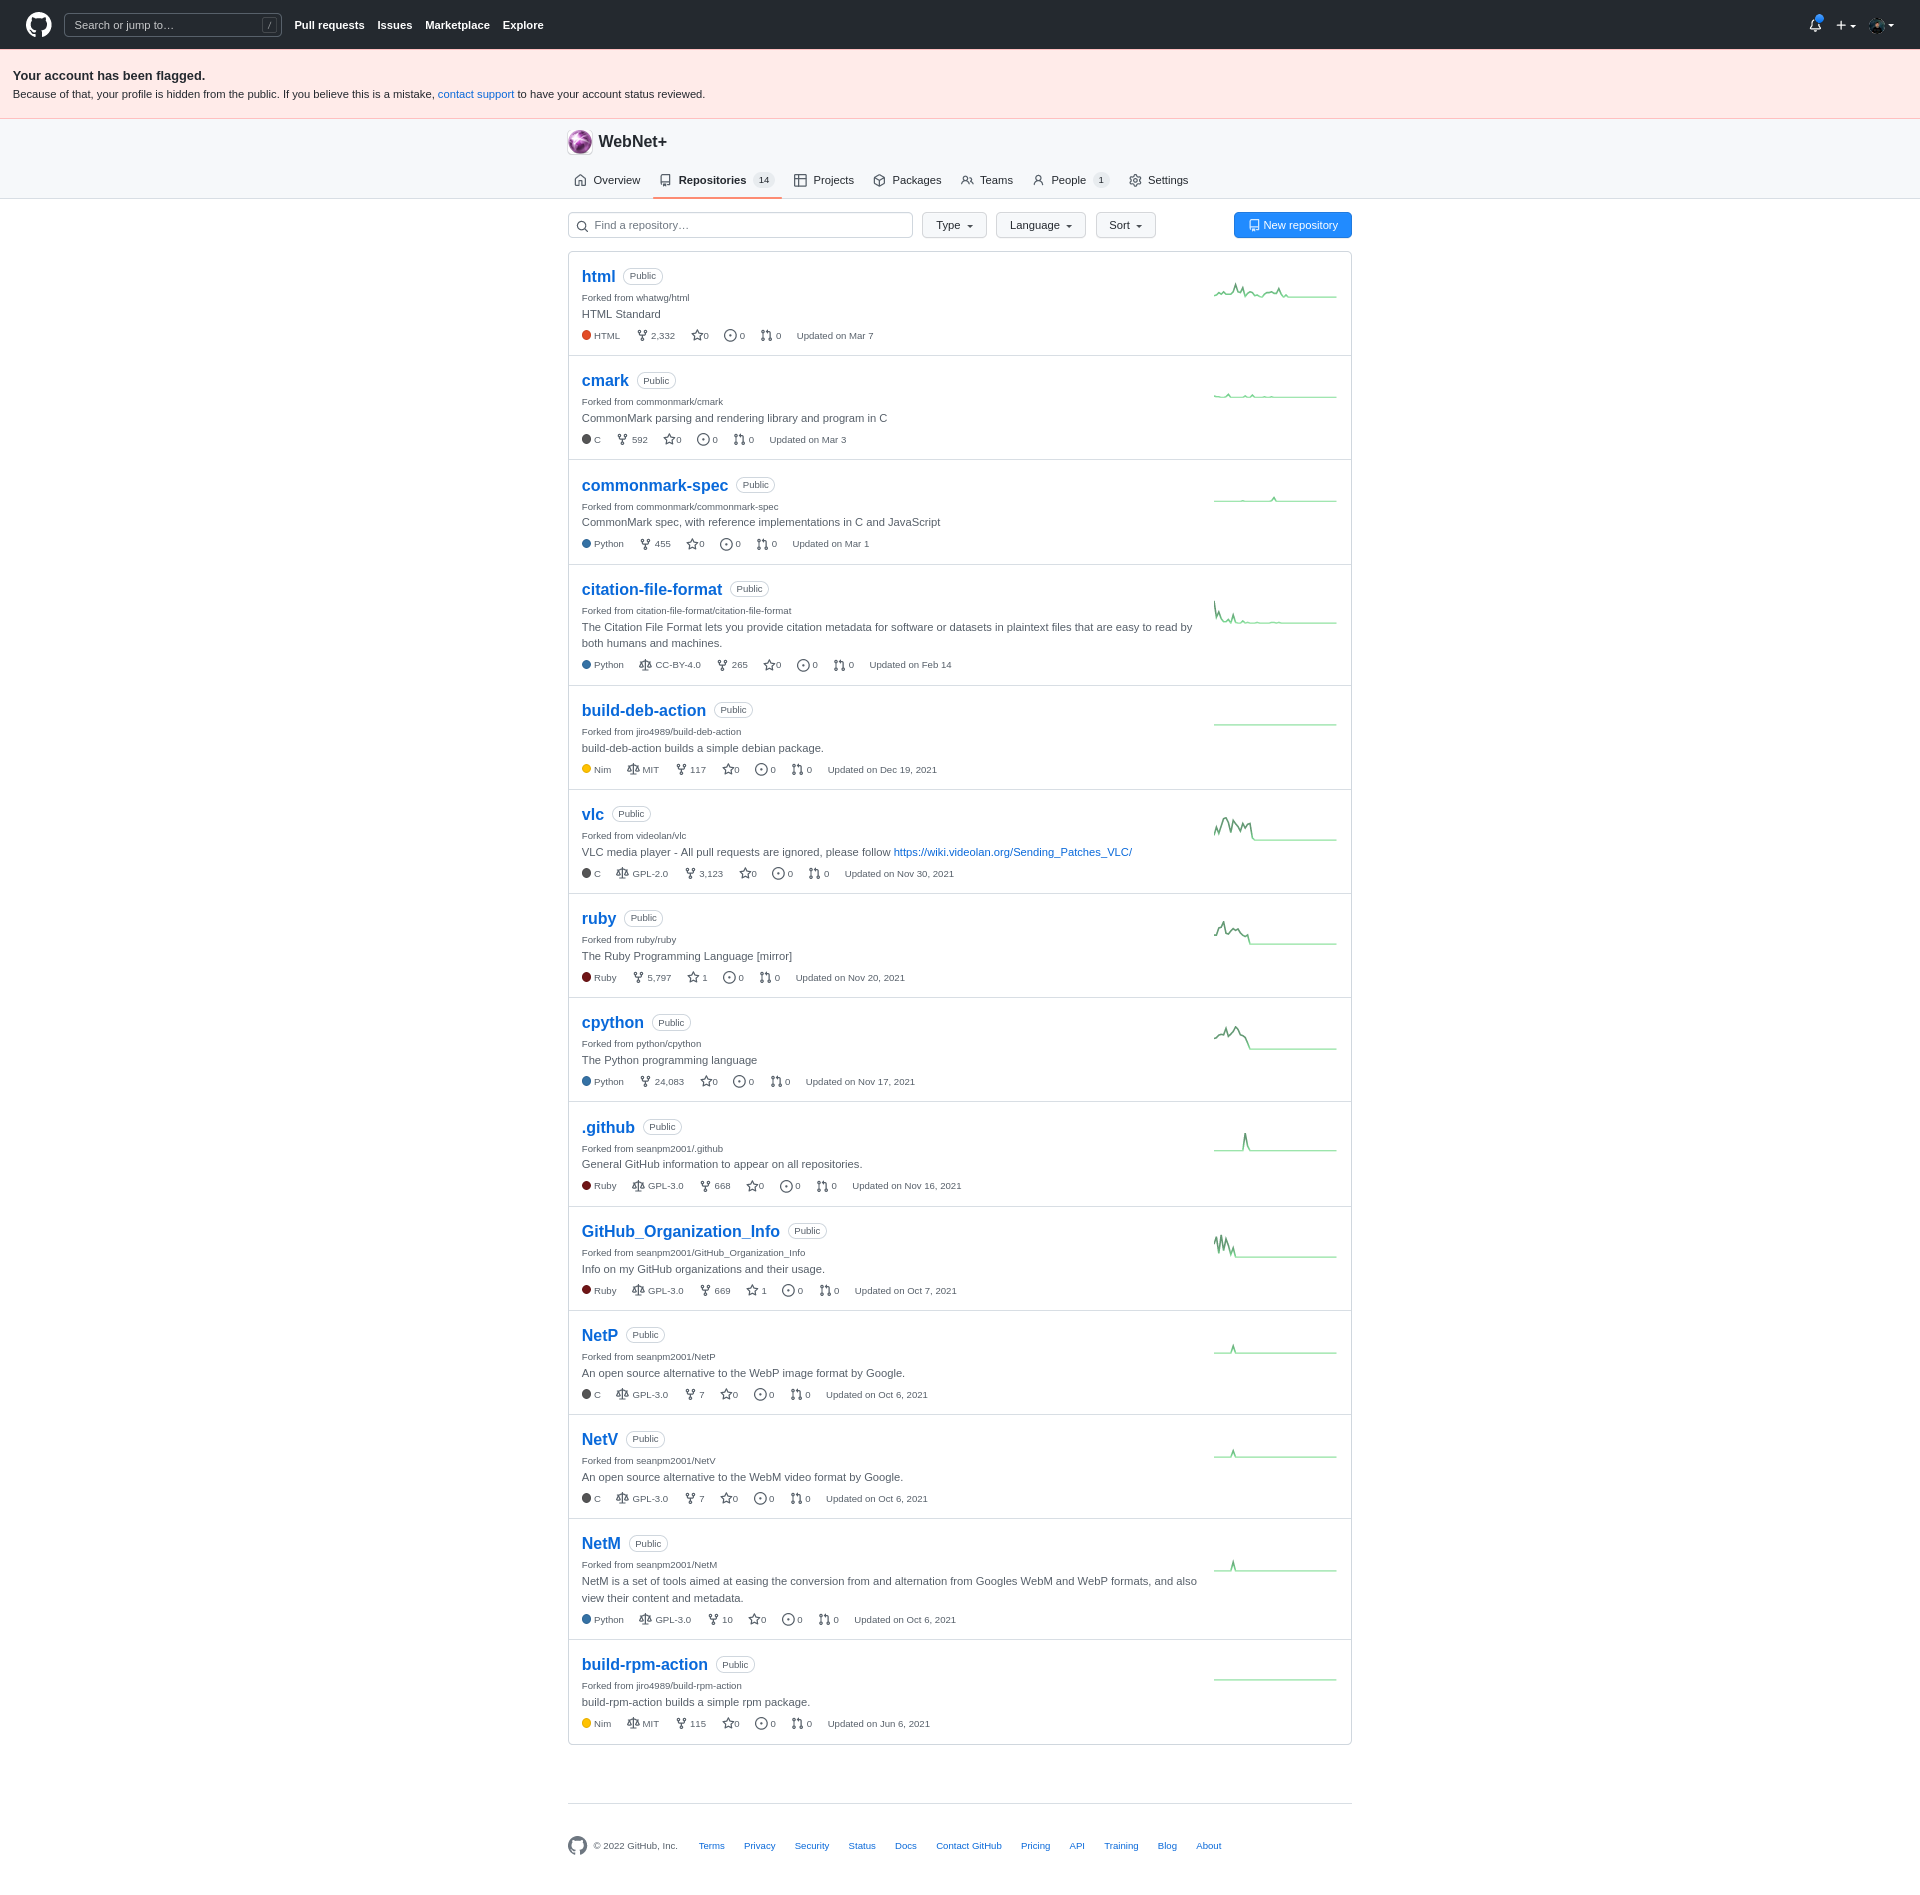 Search or jump to… /
Pull requests Issues Marketplace Explore
Your account has been flagged.
Because of that, your profile is hidden from the public. If you believe this is a mistake, contact support to have your account status reviewed.
WebNet+
Overview Repositories 14 Projects Packages Teams People 1 Settings
Find a repository… Type Language Sort New repository
html Public
Forked from whatwg/html
HTML Standard
HTML 2,332 0 0 0 Updated on Mar 7
cmark Public
Forked from commonmark/cmark
CommonMark parsing and rendering library and program in C
C 592 0 0 0 Updated on Mar 3
commonmark-spec Public
Forked from commonmark/commonmark-spec
CommonMark spec, with reference implementations in C and JavaScript
Python 455 0 0 0 Updated on Mar 1
citation-file-format Public
Forked from citation-file-format/citation-file-format
The Citation File Format lets you provide citation metadata for software or datasets in plaintext files that are easy to read by
both humans and machines.
Python CC-BY-4.0 265 0 0 0 Updated on Feb 14
build-deb-action Public
Forked from jiro4989/build-deb-action
build-deb-action builds a simple debian package.
Nim MIT 117 0 0 0 Updated on Dec 19, 2021
vlc Public
Forked from videolan/vlc
VLC media player - All pull requests are ignored, please follow https://wiki.videolan.org/Sending_Patches_VLC/
C GPL-2.0 3,123 0 0 0 Updated on Nov 30, 2021
ruby Public
Forked from ruby/ruby
The Ruby Programming Language [mirror]
Ruby 5,797 1 0 0 Updated on Nov 20, 2021
cpython Public
Forked from python/cpython
The Python programming language
Python 24,083 0 0 0 Updated on Nov 17, 2021
.github Public
Forked from seanpm2001/.github
General GitHub information to appear on all repositories.
Ruby GPL-3.0 668 0 0 0 Updated on Nov 16, 2021
GitHub_Organization_Info Public
Forked from seanpm2001/GitHub_Organization_Info
Info on my GitHub organizations and their usage.
Ruby GPL-3.0 669 1 0 0 Updated on Oct 7, 2021
NetP Public
Forked from seanpm2001/NetP
An open source alternative to the WebP image format by Google.
C GPL-3.0 7 0 0 0 Updated on Oct 6, 2021
NetV Public
Forked from seanpm2001/NetV
An open source alternative to the WebM video format by Google.
C GPL-3.0 7 0 0 0 Updated on Oct 6, 2021
NetM Public
Forked from seanpm2001/NetM
NetM is a set of tools aimed at easing the conversion from and alternation from Googles WebM and WebP formats, and also
view their content and metadata.
Python GPL-3.0 10 0 0 0 Updated on Oct 6, 2021
build-rpm-action Public
Forked from jiro4989/build-rpm-action
build-rpm-action builds a simple rpm package.
Nim MIT 115 0 0 0 Updated on Jun 6, 2021
© 2022 GitHub, Inc. Terms Privacy Security Status Docs Contact GitHub Pricing API Training Blog About